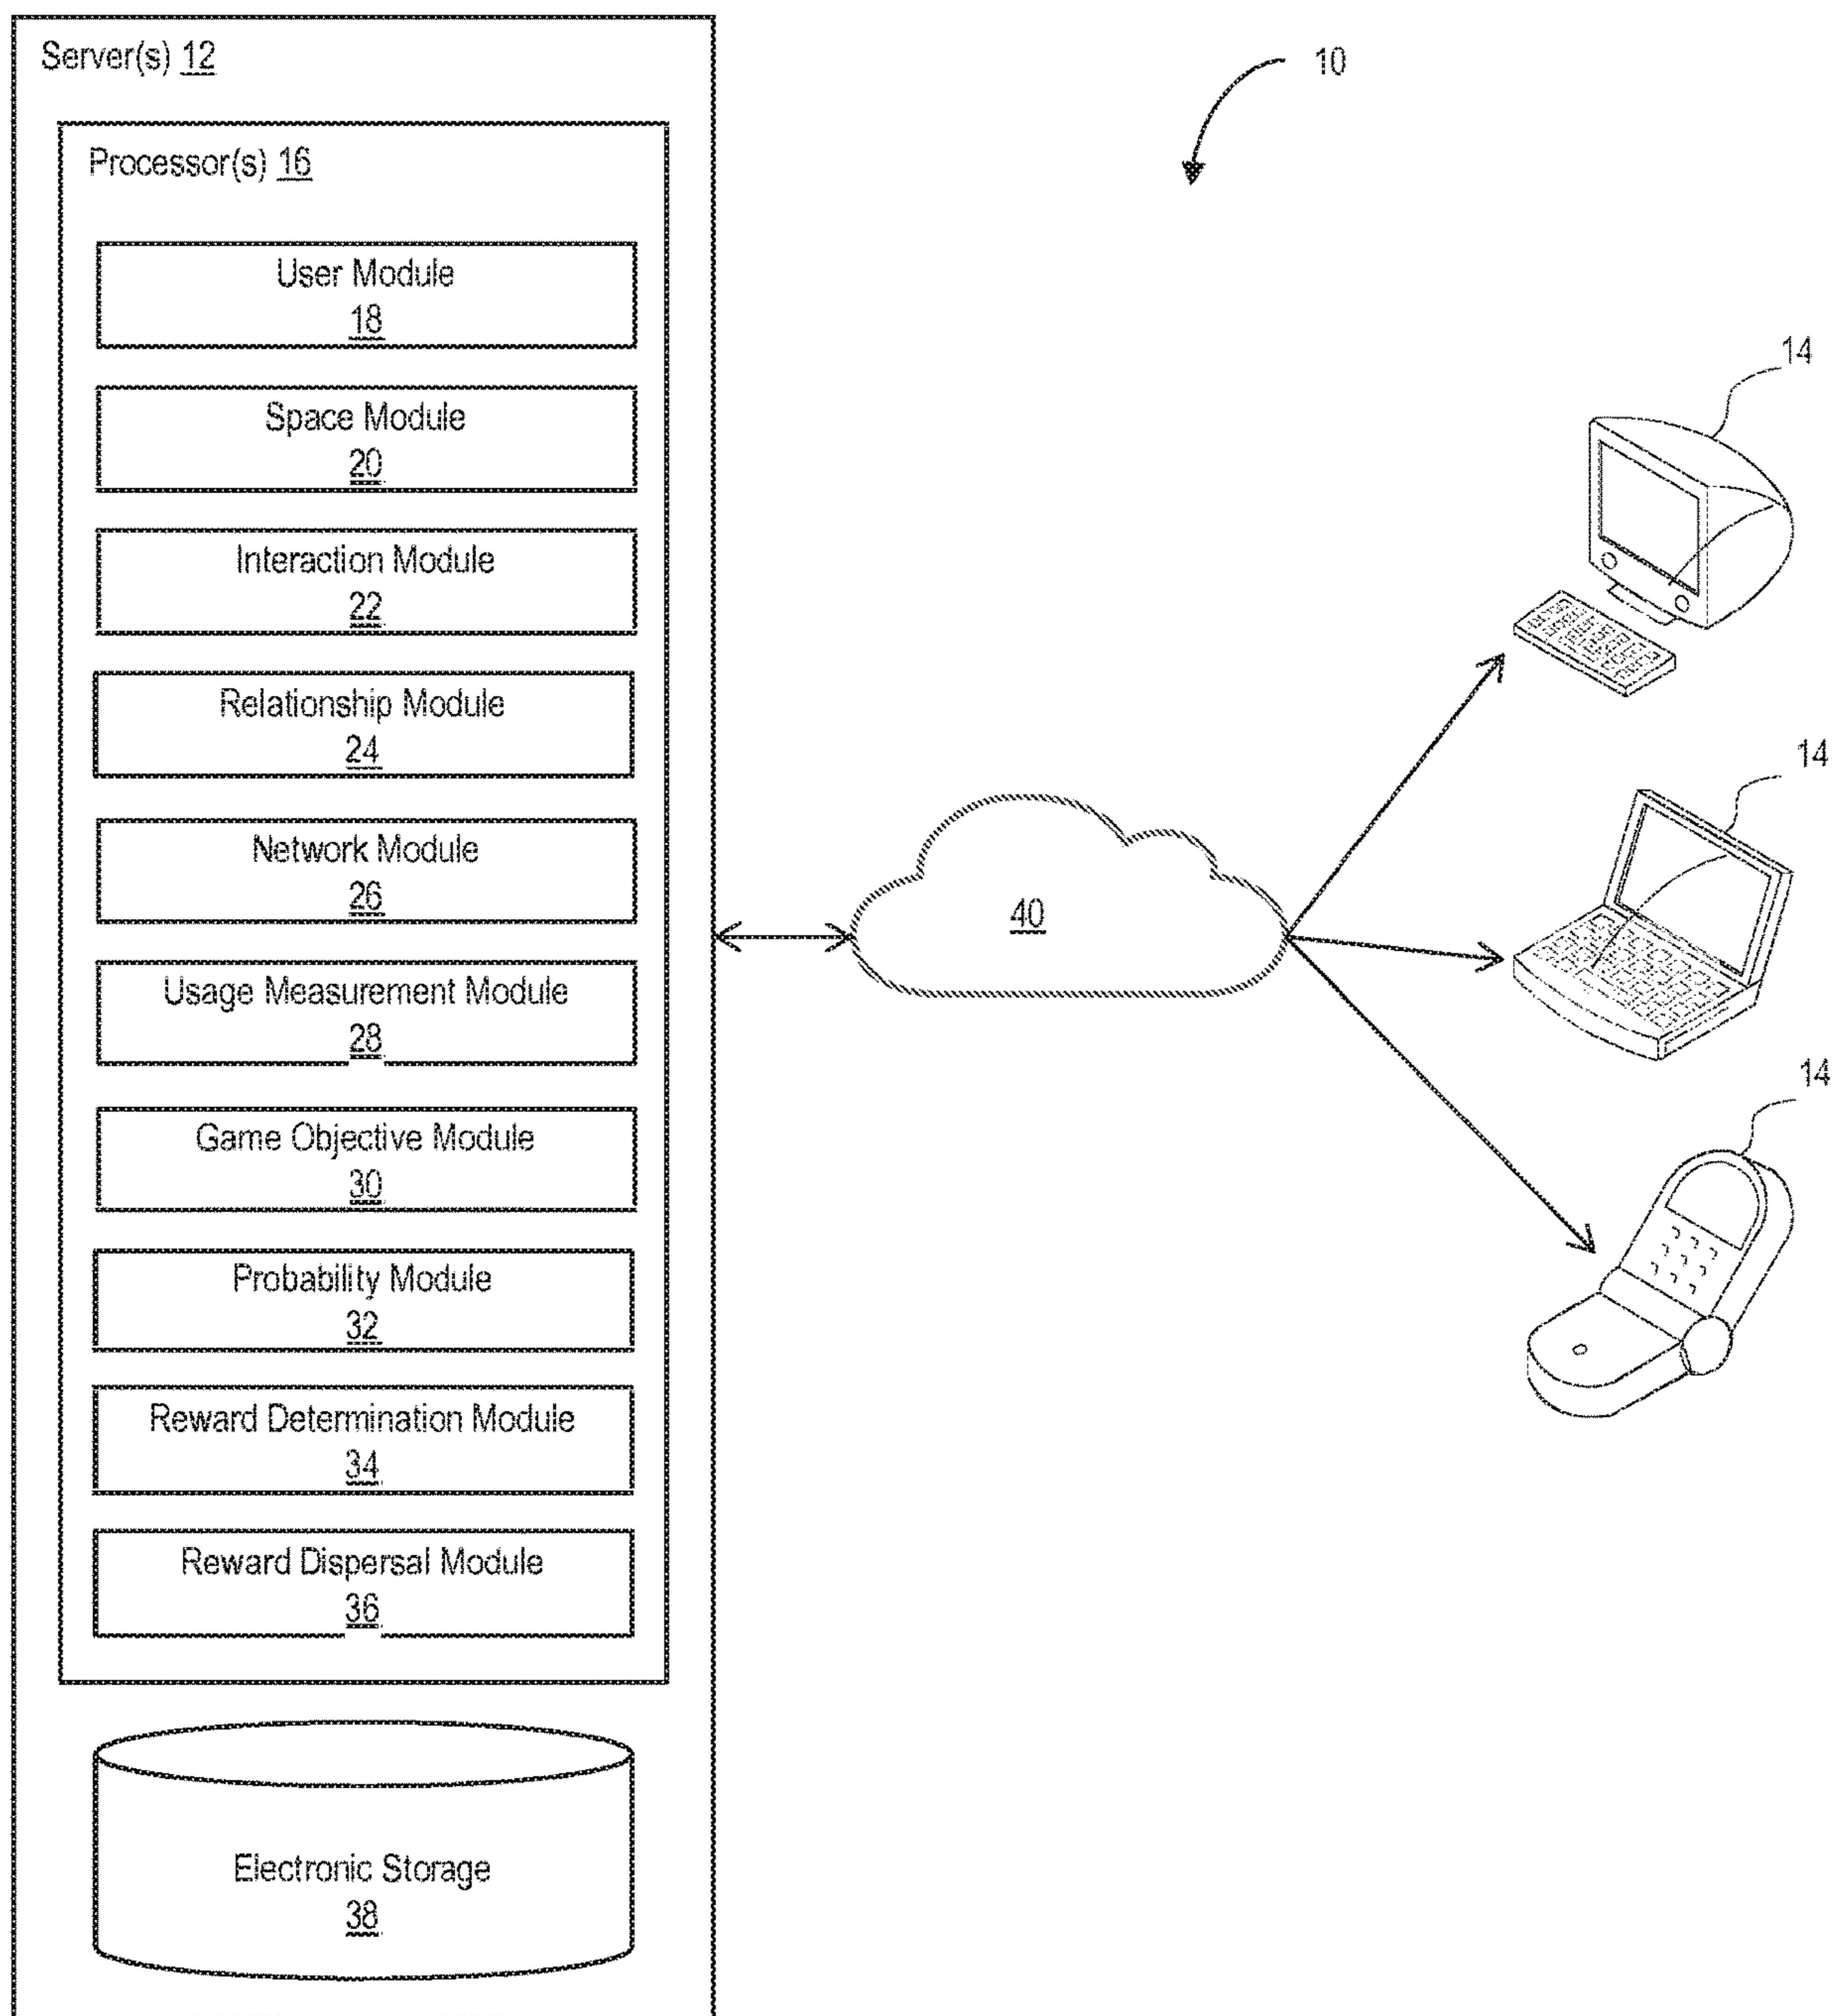 Server(s) 12
10
Processor(s) 16
User Module
18
Space Module
20
Interaction Module
22
Relationship Module
24
Network Module
26
Usage Measurement Module
28
Game Objective Module
30
Probability Module
32
Reward Determination Module
34
Reward Dispersal Module
36
Electronic Storage
38
40
14
14
14